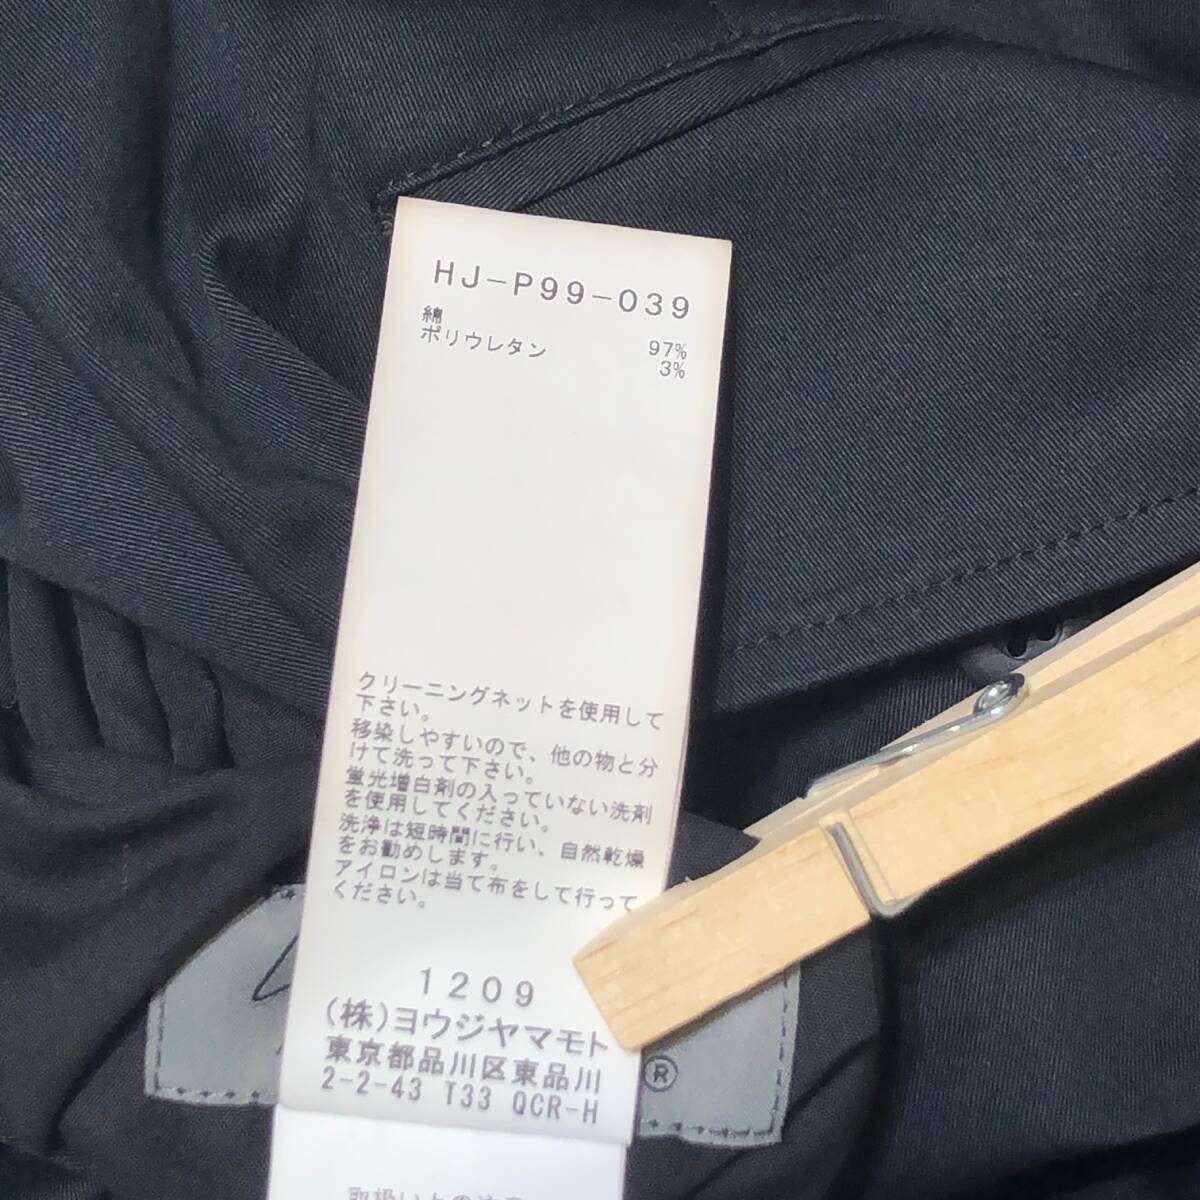 HJ-P99-039
綿 97%
ポリウレタン 3%
クリーニングネットを使用して
下さい。
移染しやすいので、他の物と分
けて洗って下さい。
蛍光増白剤の入っていない洗剤
を使用してください。
洗浄は短時間に行い、自然乾燥
をお勧めします。
アイロンは当て布をして行って
ください。
1209
(株)ヨウジヤマモト
東京都品川区東品川
2-2-43 T33 QCR-H
®
取扱い上の注意